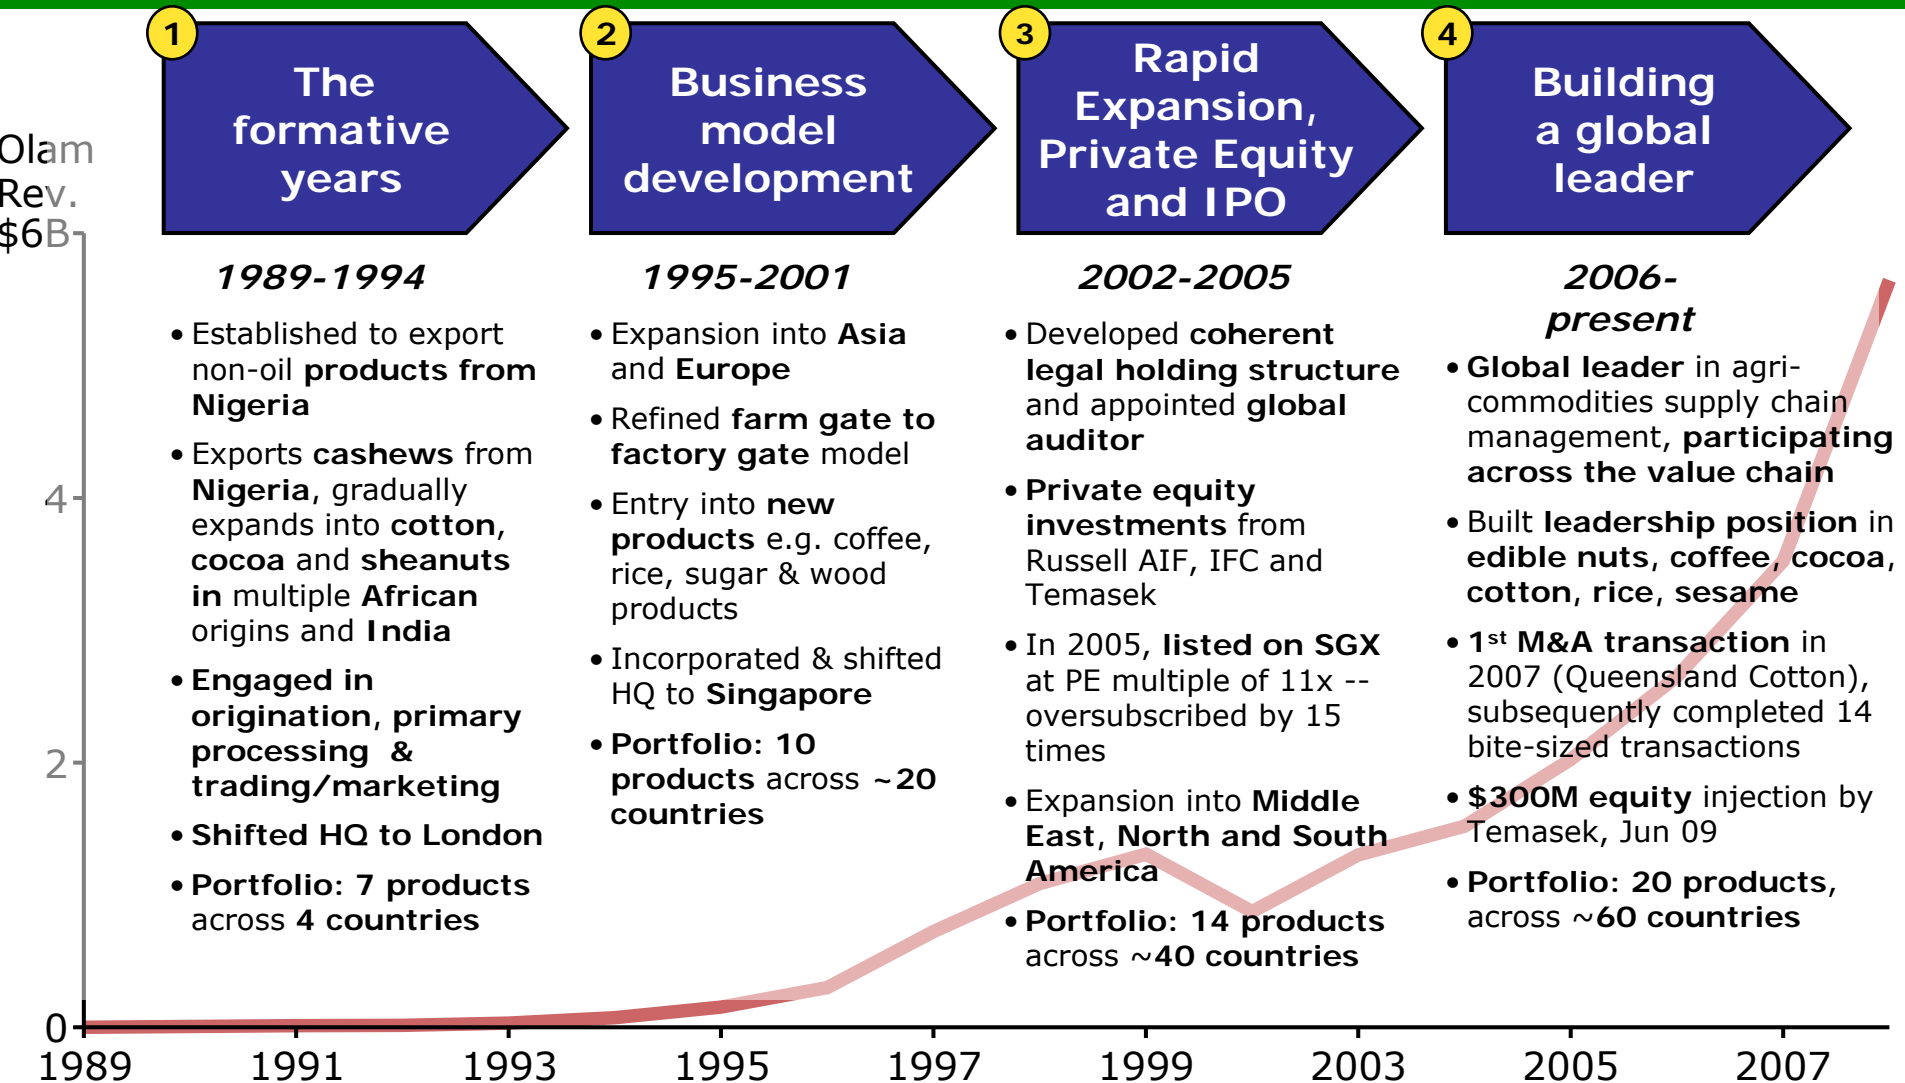 Olam
Rev.
$6B
4
2
0
1
The
formative
years
1989-1994
• Established to export
non-oil products from
Nigeria
• Exports cashews from
Nigeria, gradually
expands into cotton,
cocoa and sheanuts
in multiple African
origins and India
• Engaged in
origination, primary
processing &
trading/marketing
• Shifted HQ to London
• Portfolio: 7 products
across 4 countries
2
Business
model
development
1995-2001
• Expansion into Asia
and Europe
• Refined farm gate to
factory gate model
• Entry into new
products e.g. coffee,
rice, sugar & wood
products
• Incorporated & shifted
HQ to Singapore
• Portfolio: 10
products across ~20
countries
3
Rapid
Expansion,
Private Equity
and IPO
2002-2005
• Developed coherent
legal holding structure
and appointed global
auditor
• Private equity
investments from
Russell AIF, IFC and
Temasek
• In 2005, listed on SGX
at PE multiple of 11x --
oversubscribed by 15
times
• Expansion into Middle
East, North and South
America
• Portfolio: 14 products
across ~40 countries
4
Building
a global
leader
2006-
present
• Global leader in agri-
commodities supply chain
management, participating
across the value chain
• Built leadership position in
edible nuts, coffee, cocoa,
cotton, rice, sesame
• 1st M&A transaction in
2007 (Queensland Cotton),
subsequently completed 14
bite-sized transactions
• $300M equity injection by
Temasek, Jun 09
• Portfolio: 20 products,
across ~60 countries
1989 1991 1993 1995 1997 1999 2003 2005 2007